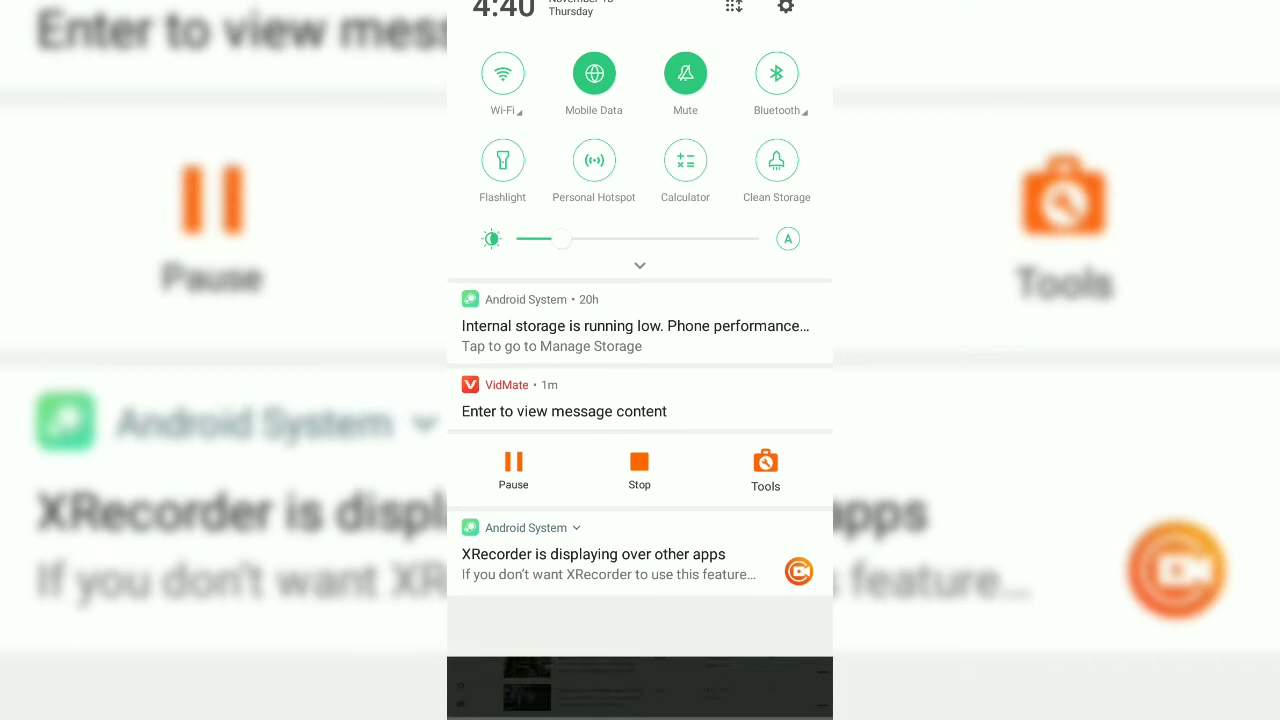 Enter to view mess
4:40
Thursday
Wi-Fi
Mobile Data
Mute
Bluetooth
Flashlight
Personal Hotspot
Calculator
Clean Storage
A
Android System • 20h
Internal storage is running low. Phone performance...
Tap to go to Manage Storage
VidMate • 1m
Enter to view message content
Pause
Stop
Tools
Android System
XRecorder is displaying over other apps
If you don't want XRecorder to use this feature...
Pause
Tools
Android System
XRecorder is displ
apps
If you don't want XR
feature...